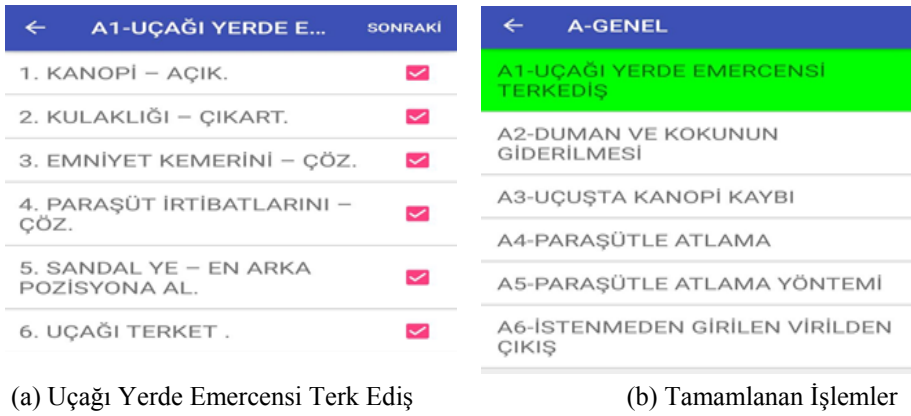 ← A1-UÇAĞI YERDE E... SONRAKİ
1. KANOPİ – AÇIK.
2. KULAKLIĞI – ÇIKART.
3. EMNİYET KEMERİNİ – ÇÖZ.
4. PARAŞÜT İRTİBATLARINI –
ÇÖZ.
5. SANDAL YE – EN ARKA
POZİSYONA AL.
6. UÇAĞI TERKET .
(a) Uçağı Yerde Emercensi Terk Ediş
← A-GENEL
A1-UÇAĞI YERDE EMERCENSİ
TERKEDİŞ
A2-DUMAN VE KOKUNUN
GİDERİLMESİ
A3-UÇUŞTA KANOPİ KAYBI
A4-PARAŞÜTLE ATLAMA
A5-PARAŞÜTLE ATLAMA YÖNTEMİ
A6-İSTENMEDEN GİRİLEN VİRİLDEN
ÇIKIŞ
(b) Tamamlanan İşlemler